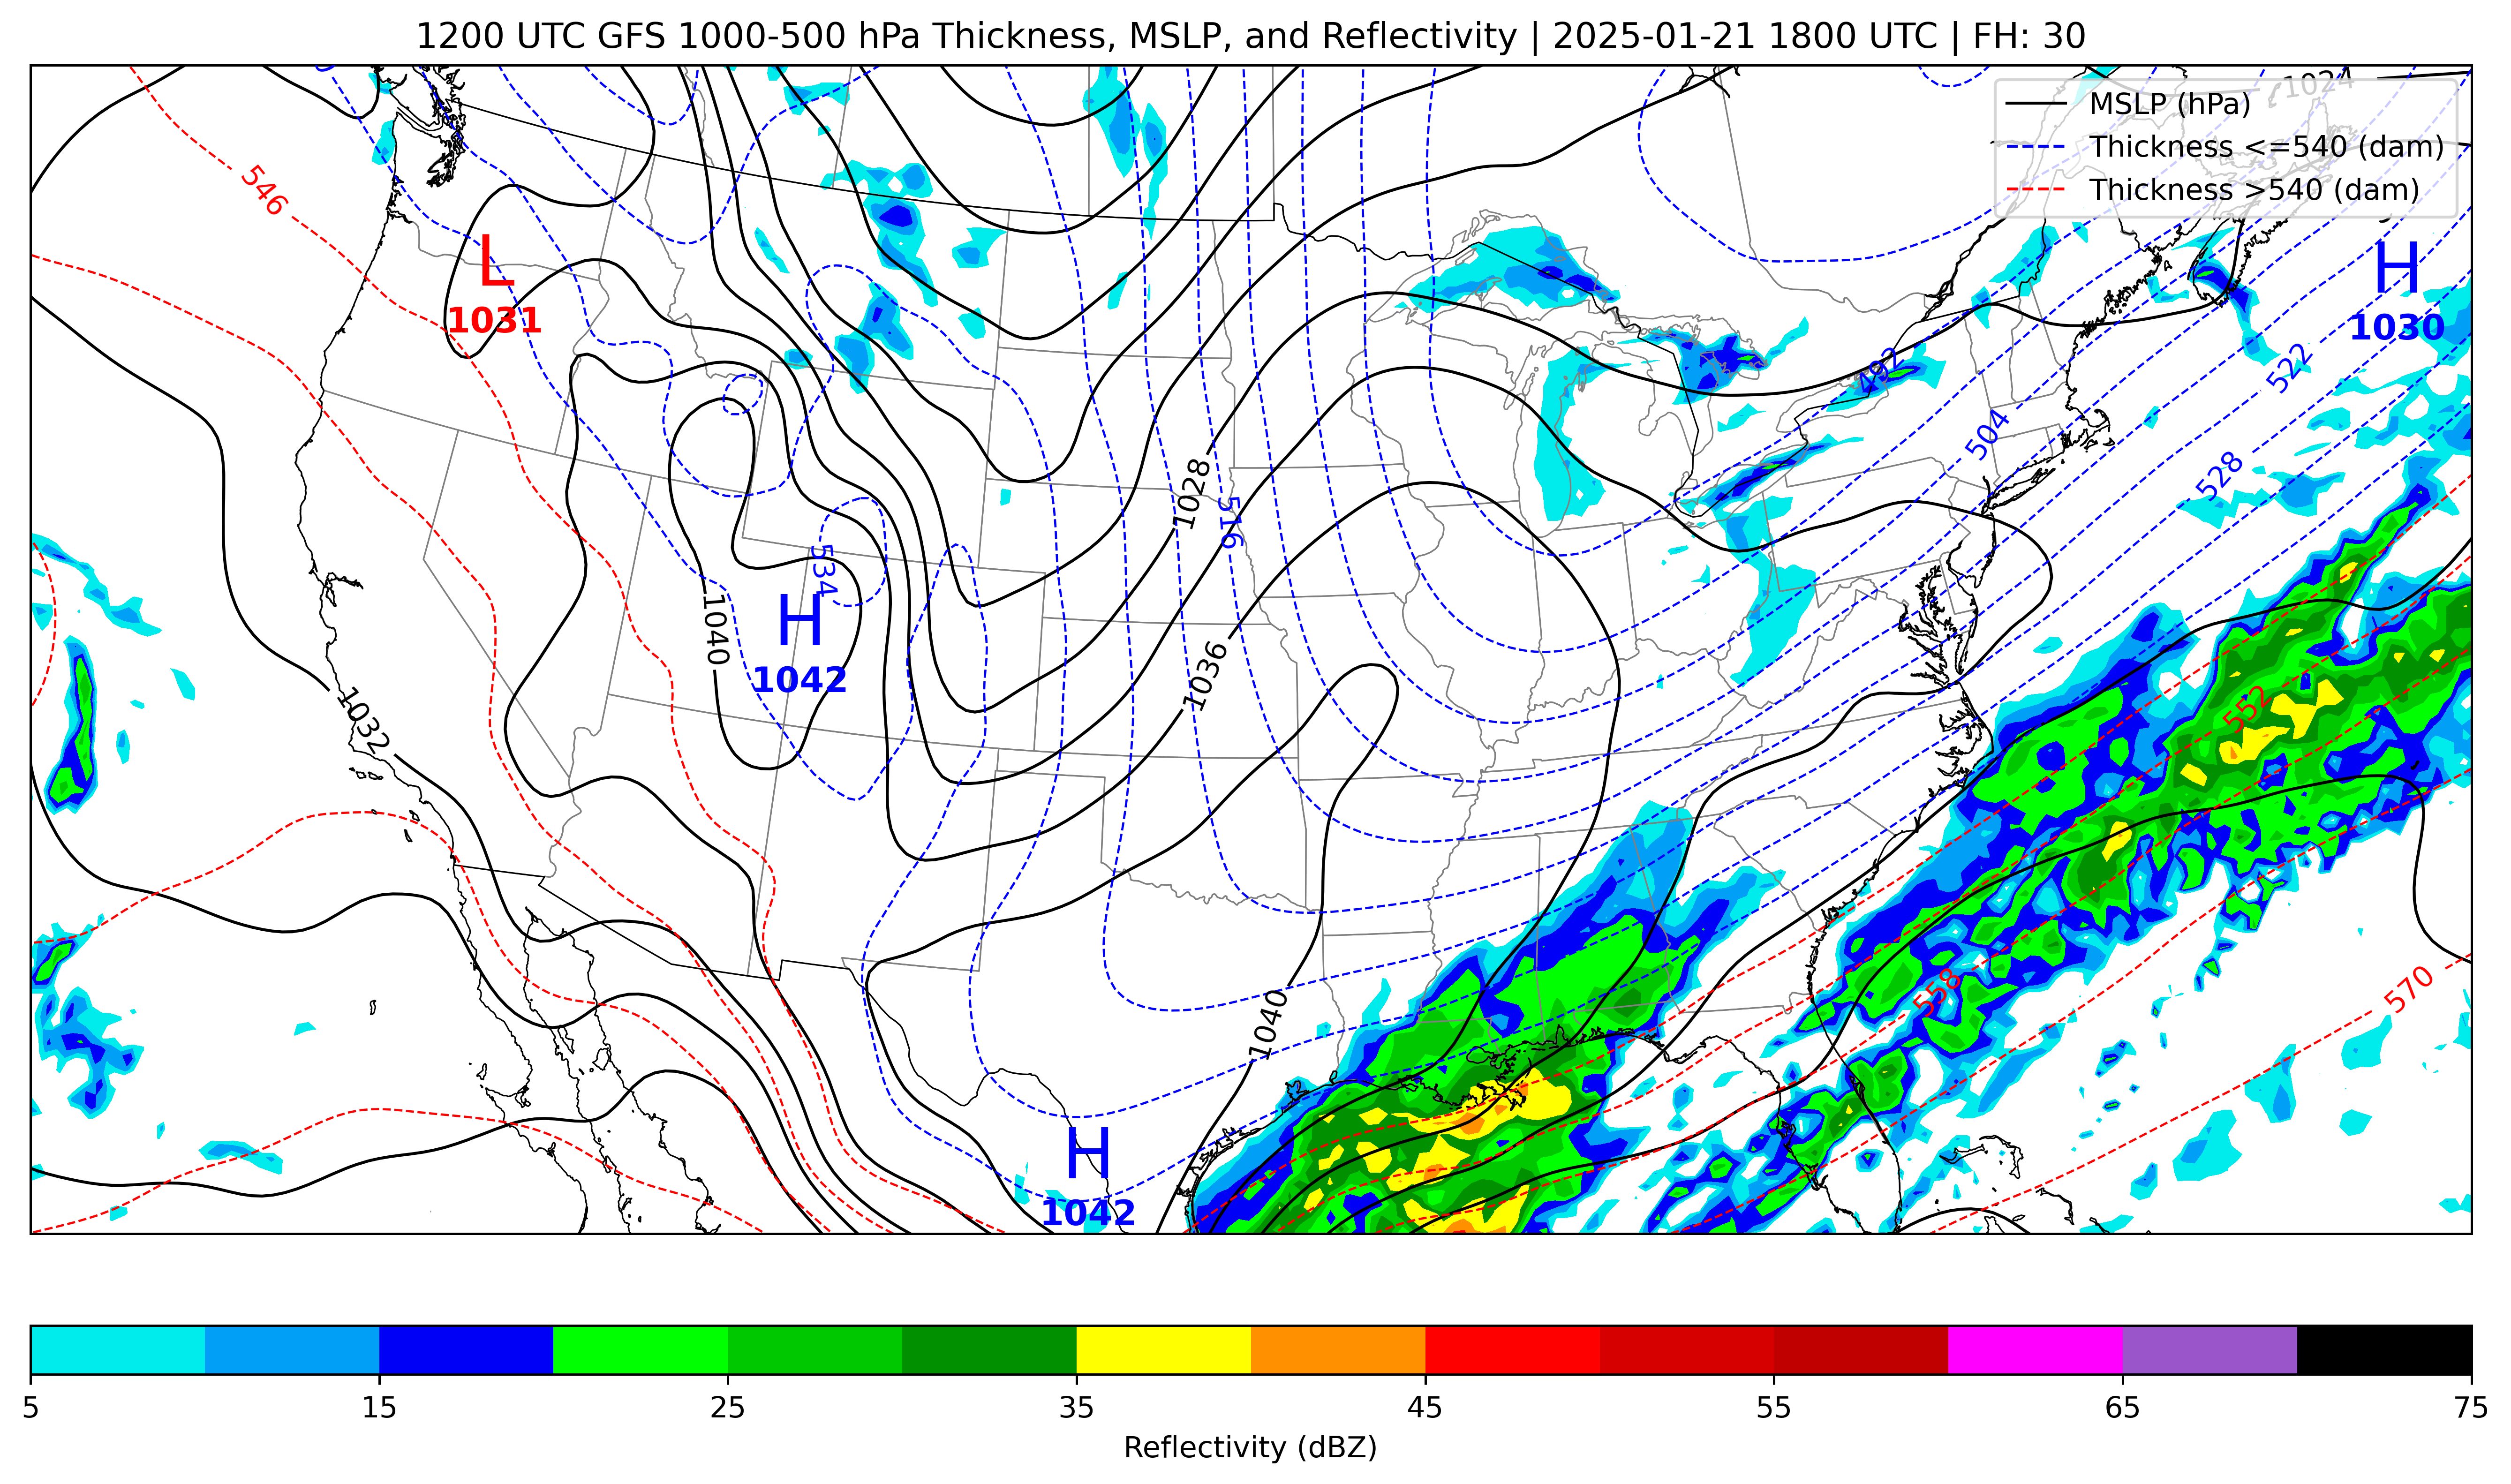 1200 UTC GFS 1000-500 hPa Thickness, MSLP, and Reflectivity | 2025-01-21 1800 UTC | FH: 30
1024
MSLP (hPa)
Thickness <=540 (dam)
Thickness >540 (dam)
546
L
1031
H
1030
492
522
504
528
1028
516
534
H
1042
1040
1036
1032
552
558
570
1040
H
1042
5 15 25 35 45 55 65 75
Reflectivity (dBZ)